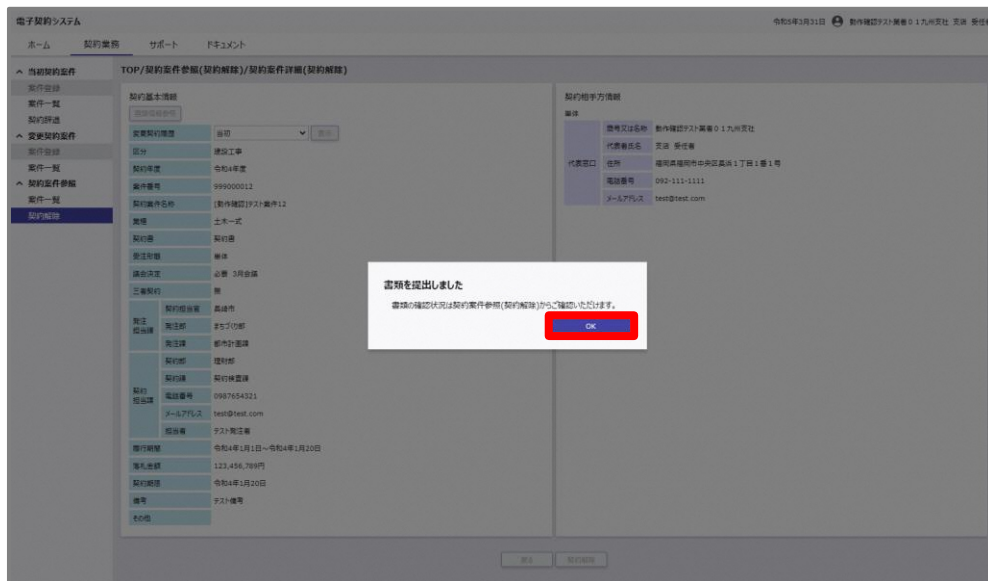 電子契約システム
令和5年3月31日 動作確認テスト業者01九州支社 支店 受任者
ホーム 契約業務 サポート ドキュメント
当初契約案件
案件登録
案件一覧
契約辞退
変更契約案件
案件登録
案件一覧
契約案件参照
案件一覧
契約解除
TOP/契約案件参照(契約解除)/契約案件詳細(契約解除)
契約基本情報
変更契約履歴 当初 表示
区分 建設工事
契約年度 令和4年度
案件番号 999000012
契約案件名称 [動作確認]テスト案件12
業種 土木一式
契約書 契約書
受注形態 単体
議会決定 必要 3月会議
三者契約 無
発注担当課
契約担当者 長崎市
発注部 まちづくり部
発注課 都市計画課
契約担当課
契約部 理財部
契約課 契約検査課
電話番号 0987654321
メールアドレス test@test.com
担当者 テスト発注者
履行期間 令和4年1月1日~令和4年1月20日
落札金額 123,456,789円
契約期限 令和4年1月20日
備考 テスト備考
その他
契約相手方情報
単体
代表窓口
商号又は名称 動作確認テスト業者01九州支社
代表者氏名 支店 受任者
住所 福岡県福岡市中央区長浜1丁目1番1号
電話番号 092-111-1111
メールアドレス test@test.com
書類を提出しました
書類の確認状況は契約案件参照(契約解除)からご確認いただけます。
OK
戻る 契約解除